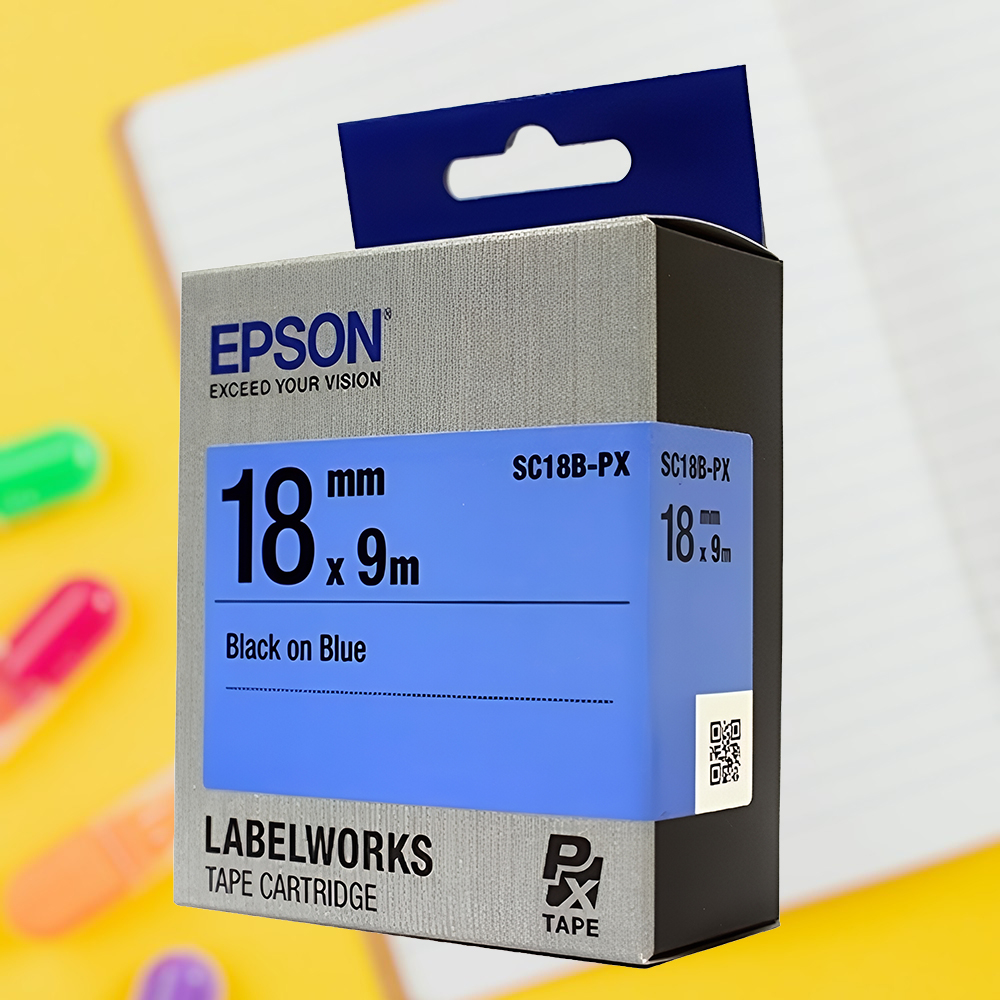 EPSON®
EXCEED YOUR VISION
18 mm x 9m
SC18B-PX
Black on Blue
LABELWORKS
TAPE CARTRIDGE
PX
TAPE
SC18B-PX
18 mm x 9m